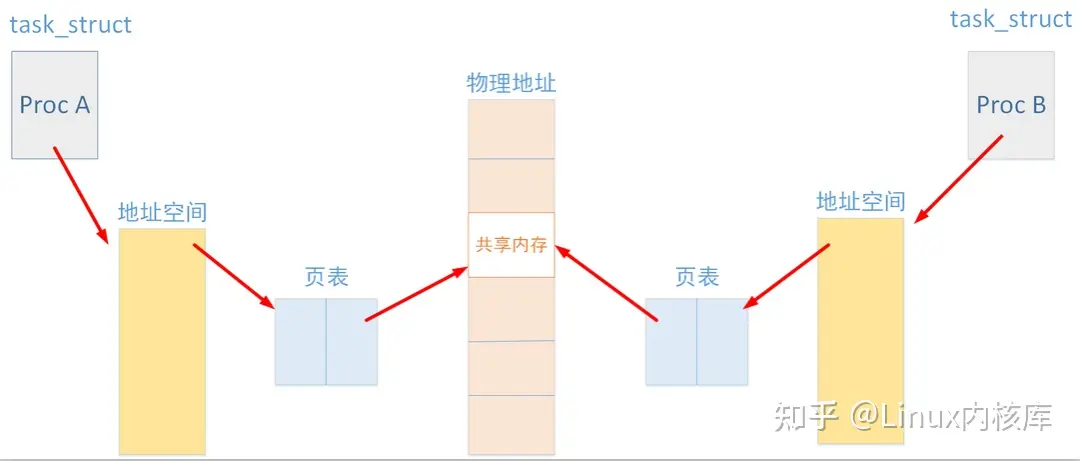 task_struct
task_struct
Proc A
物理地址
Proc B
地址空间
地址空间
共享内存
页表
页表
知乎 @Linux内核库